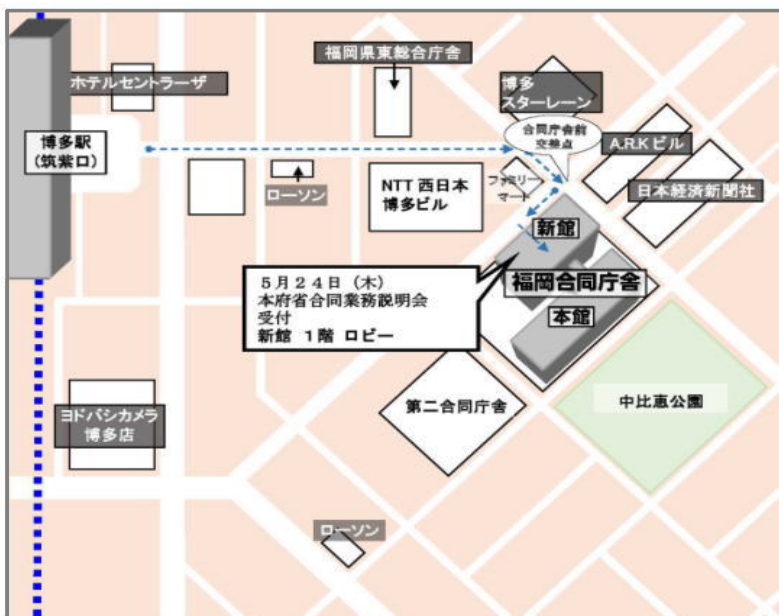 福岡県東総合庁舎
ホテルセントラーザ
博多
スターレーン
博多駅
(筑紫口)
合同庁舎前
交差点
A.R.Kビル
ローソン
NTT 西日本
博多ビル
ファミリー
マート
日本経済新聞社
新館
5月24日(木)
本府省合同業務説明会
受付
新館 1階 ロビー
福岡合同庁舎
本館
第二合同庁舎
中比恵公園
ヨドバシカメラ
博多店
ローソン